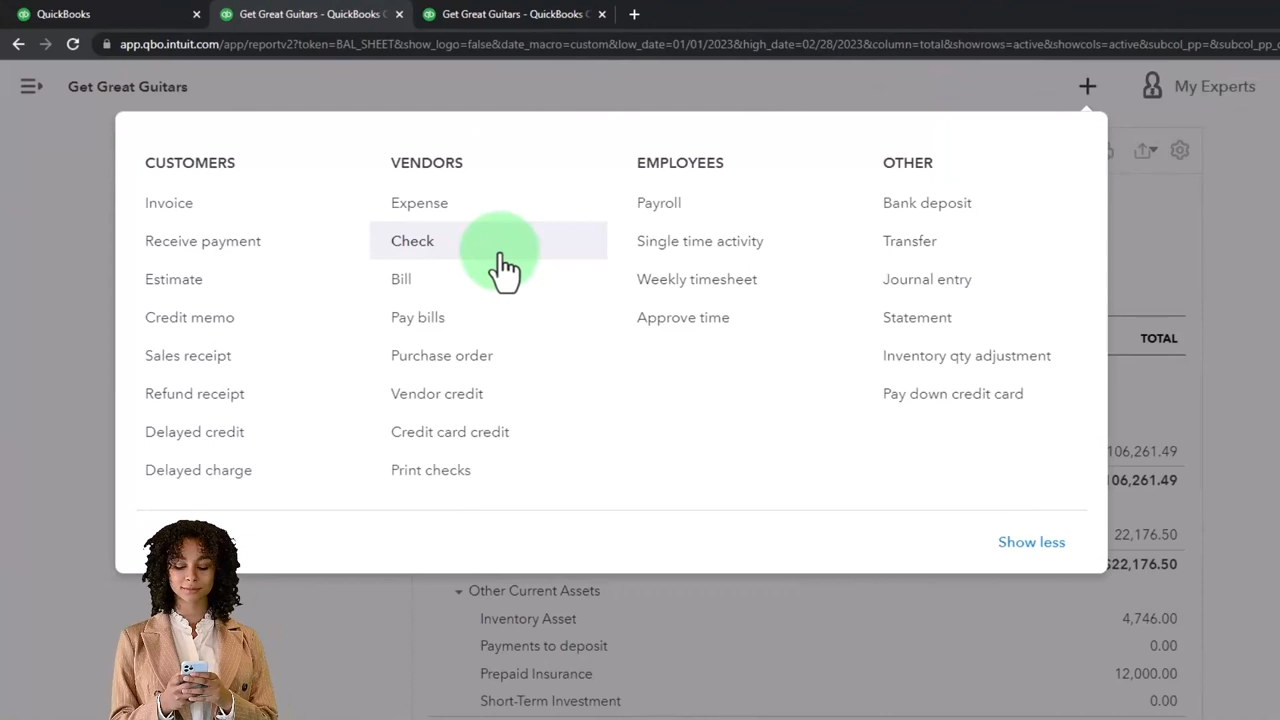 QuickBooks
Get Great Guitars - QuickBooks C
Get Great Guitars - QuickBooks C
app.qbo.intuit.com/app/reportv2?token=BAL_SHEET&show_logo=false&date_macro=custom&low_date=01/01/2023&high_date=02/28/2023&column=total&showrows=active&showcols=active&subcol_pp=&subcol_pp_c
Get Great Guitars
My Experts
CUSTOMERS
Invoice
Receive payment
Estimate
Credit memo
Sales receipt
Refund receipt
Delayed credit
Delayed charge
VENDORS
Expense
Check
Bill
Pay bills
Purchase order
Vendor credit
Credit card credit
Print checks
EMPLOYEES
Payroll
Single time activity
Weekly timesheet
Approve time
OTHER
Bank deposit
Transfer
Journal entry
Statement
Inventory qty adjustment
Pay down credit card
Show less
TOTAL
106,261.49
06,261.49
22,176.50
$22,176.50
Other Current Assets
Inventory Asset 4,746.00
Payments to deposit 0.00
Prepaid Insurance 12,000.00
Short-Term Investment 0.00